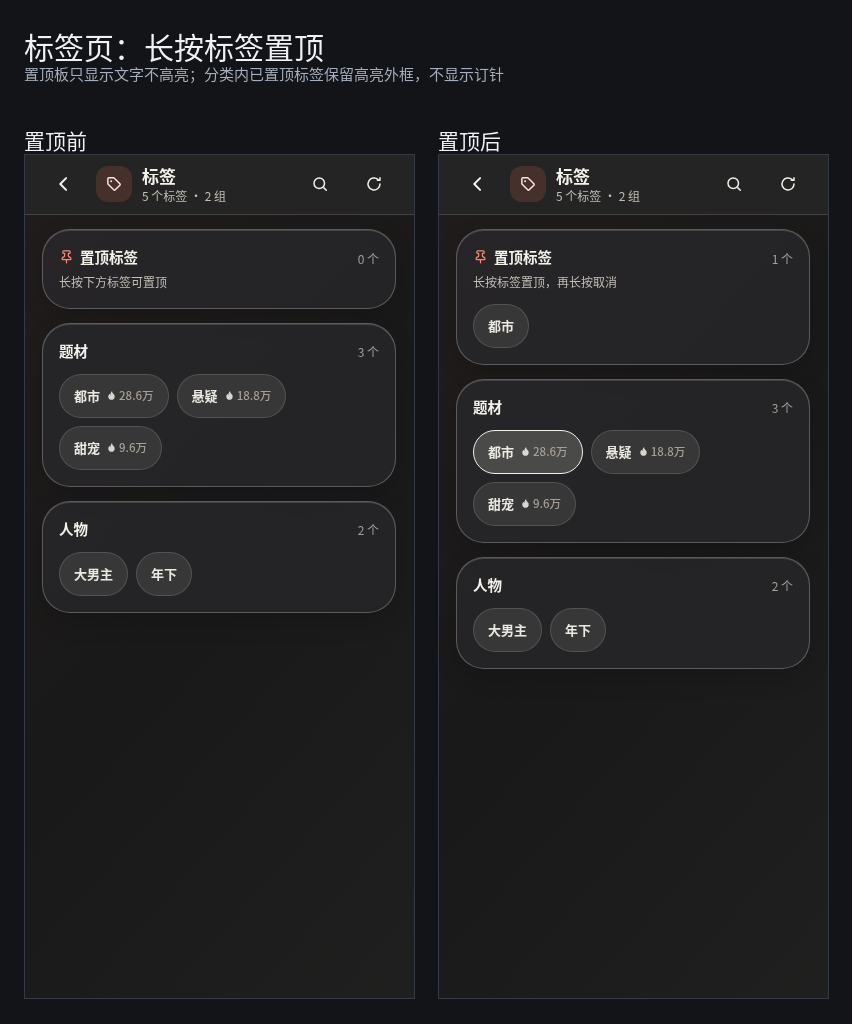 标签页：长按标签置顶
置顶板只显示文字不高亮；分类内已置顶标签保留高亮外框，不显示订针
置顶前
标签
5 个标签 · 2 组
置顶标签
0 个
长按下方标签可置顶
题材
3 个
都市 28.6万 悬疑 18.8万
甜宠 9.6万
人物
2 个
大男主 年下
置顶后
标签
5 个标签 · 2 组
置顶标签
1 个
长按标签置顶，再长按取消
都市
题材
3 个
都市 28.6万 悬疑 18.8万
甜宠 9.6万
人物
2 个
大男主 年下